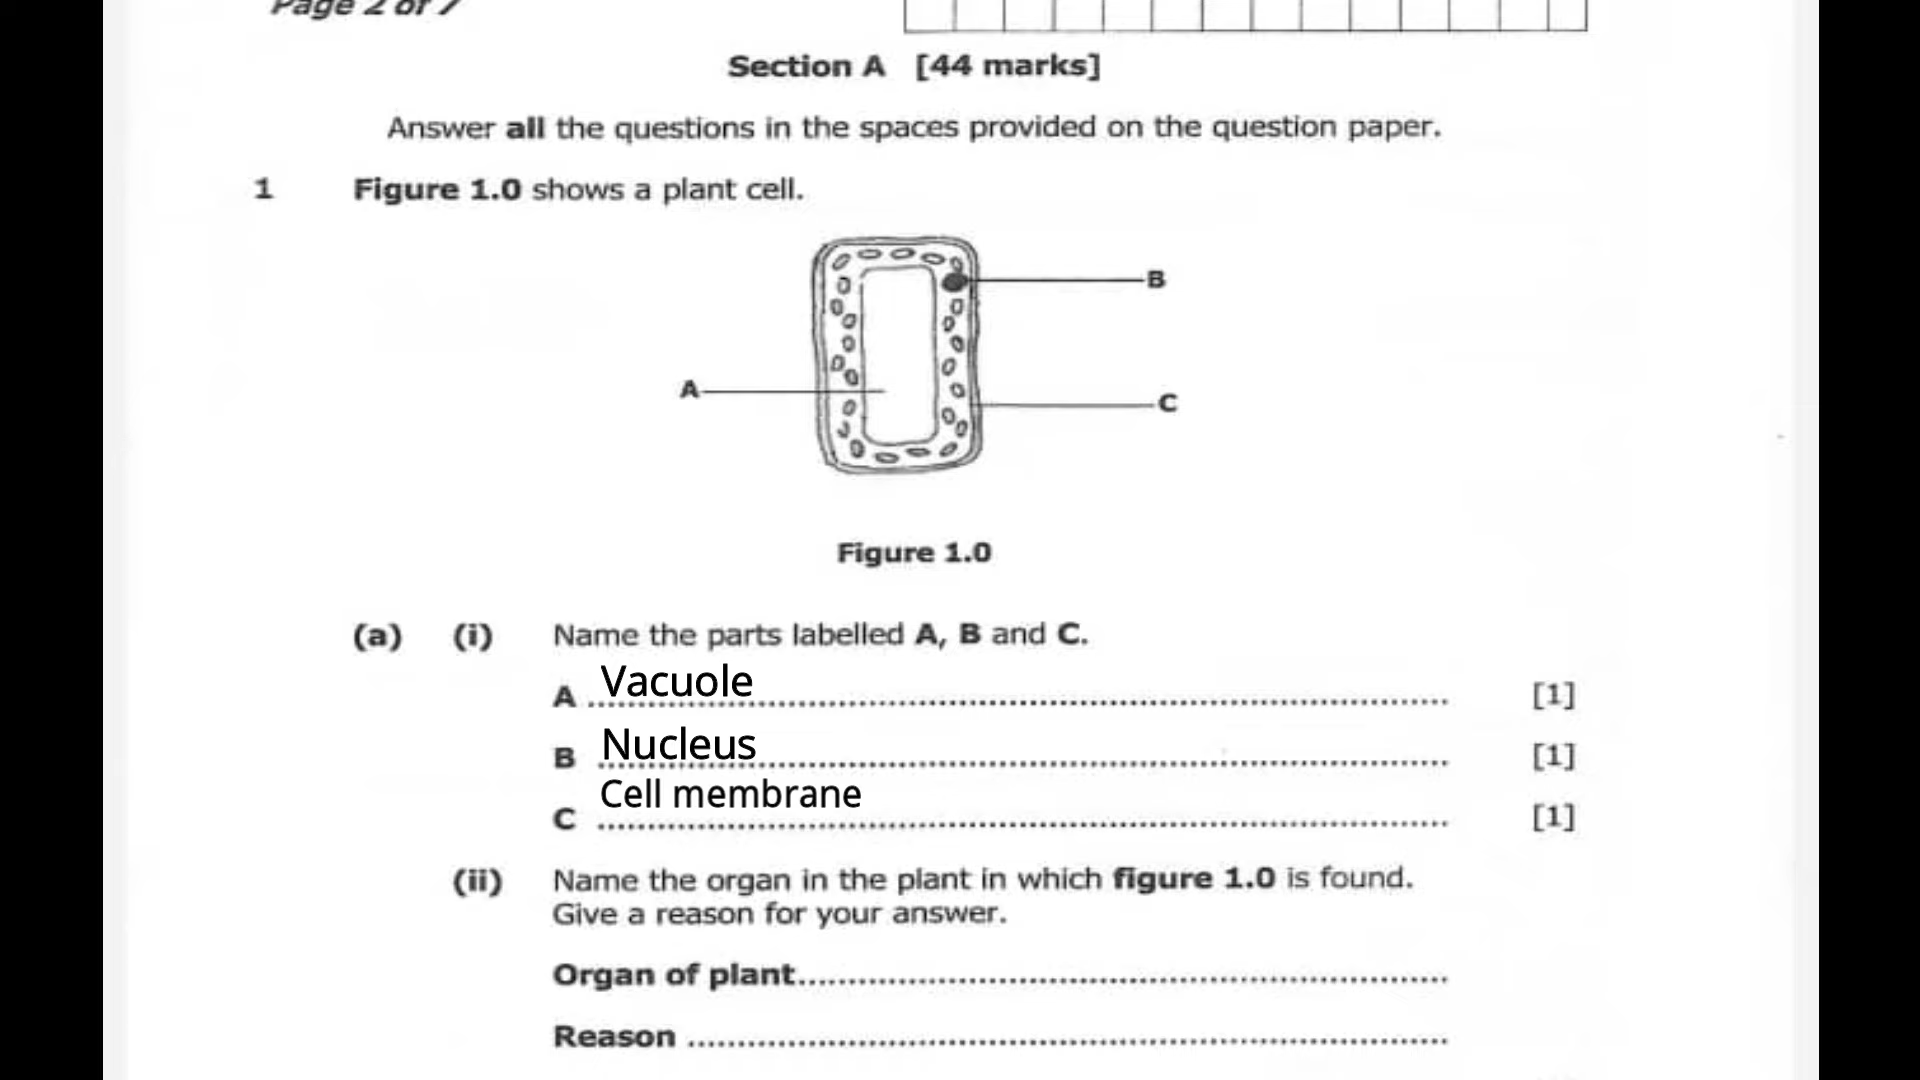 Page 2 of 7
Section A [44 marks]
Answer all the questions in the spaces provided on the question paper.
1 Figure 1.0 shows a plant cell.
B
A
C
Figure 1.0
(a) (i) Name the parts labelled A, B and C.
A Vacuole [1]
B Nucleus [1]
C Cell membrane [1]
(ii) Name the organ in the plant in which figure 1.0 is found.
Give a reason for your answer.
Organ of plant
Reason